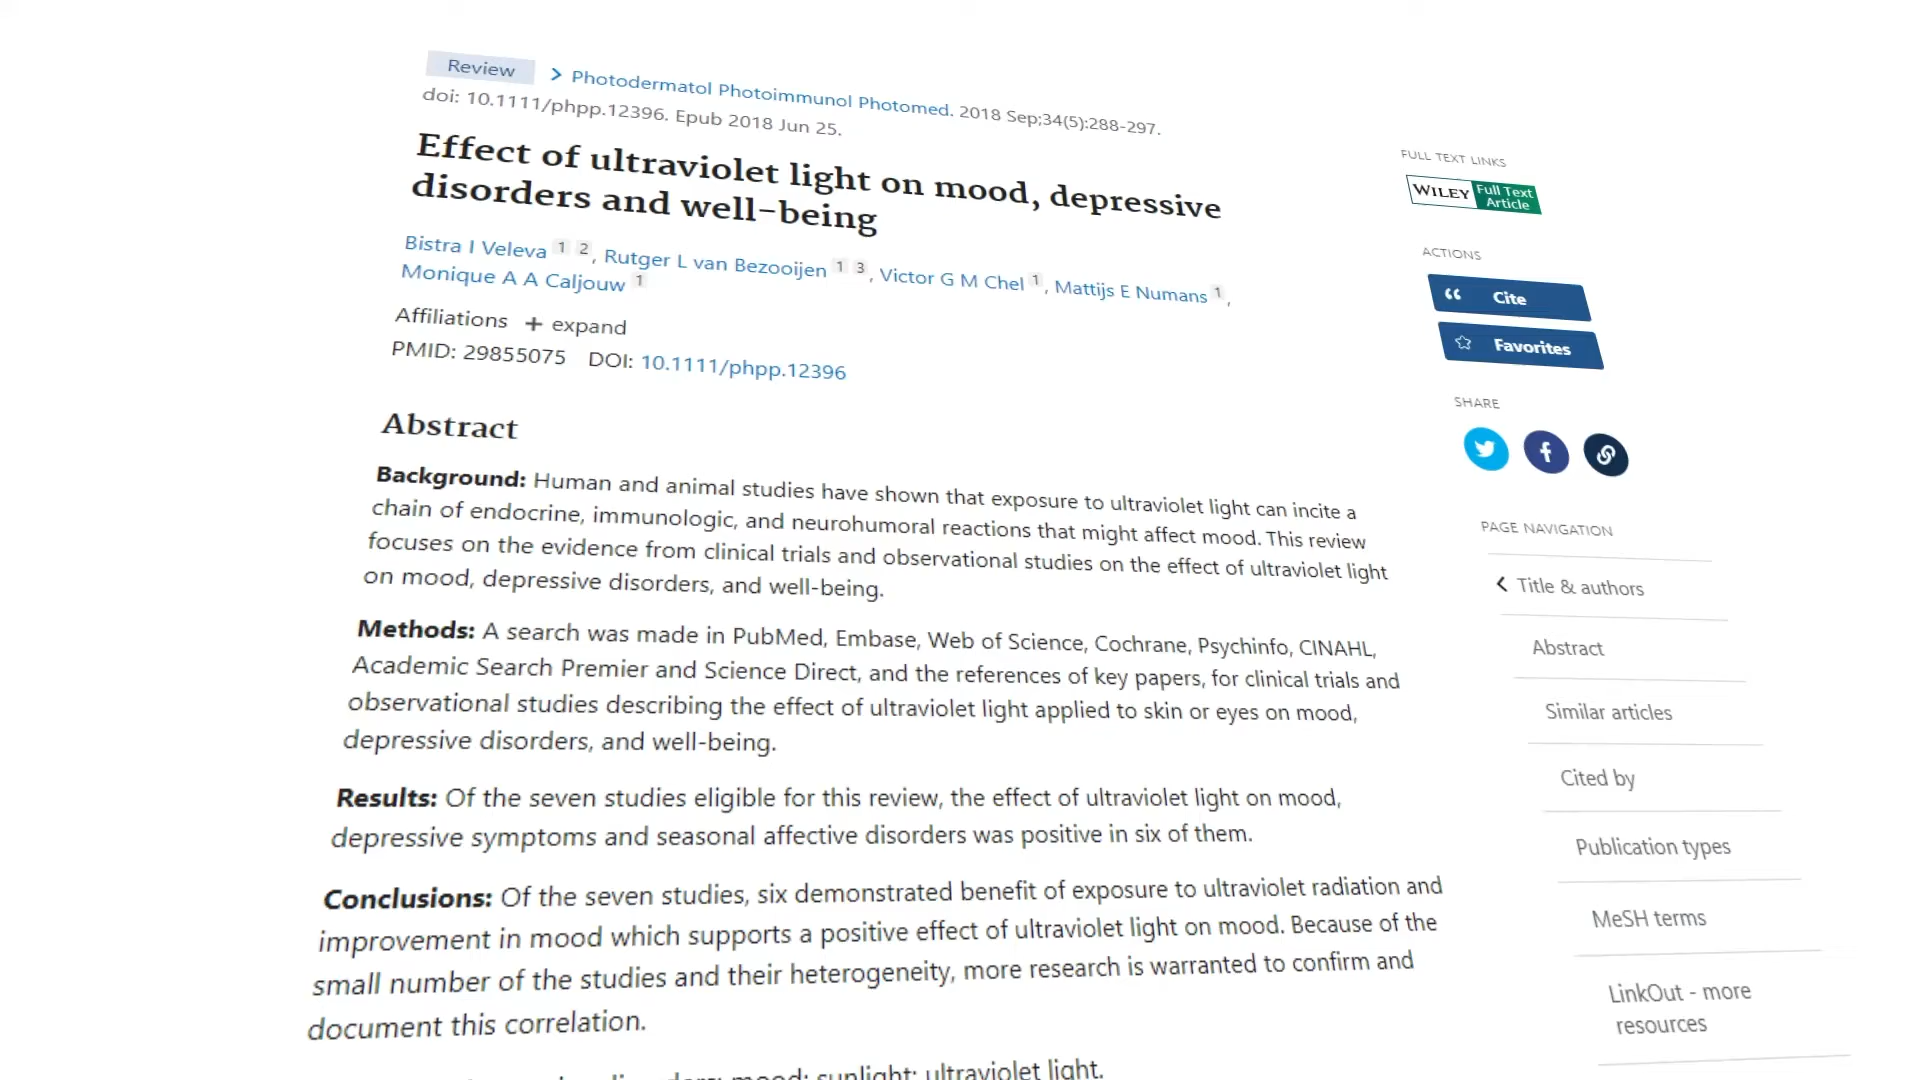 Review
Photodermatol Photoimmunol Photomed. 2018 Sep;34(5):288-297.
doi: 10.1111/phpp.12396. Epub 2018 Jun 25.
Effect of ultraviolet light on mood, depressive
disorders and well-being
Bistra I Veleva 1 2, Rutger L van Bezooijen 1 3, Victor G M Chel 1, Mattijs E Numans 1,
Monique A A Caljouw 1
Affiliations + expand
PMID: 29855075 DOI: 10.1111/phpp.12396
Abstract
Background: Human and animal studies have shown that exposure to ultraviolet light can incite a
chain of endocrine, immunologic, and neurohumoral reactions that might affect mood. This review
focuses on the evidence from clinical trials and observational studies on the effect of ultraviolet light
on mood, depressive disorders, and well-being.
Methods: A search was made in PubMed, Embase, Web of Science, Cochrane, Psychinfo, CINAHL,
Academic Search Premier and Science Direct, and the references of key papers, for clinical trials and
observational studies describing the effect of ultraviolet light applied to skin or eyes on mood,
depressive disorders, and well-being.
Results: Of the seven studies eligible for this review, the effect of ultraviolet light on mood,
depressive symptoms and seasonal affective disorders was positive in six of them.
Conclusions: Of the seven studies, six demonstrated benefit of exposure to ultraviolet radiation and
improvement in mood which supports a positive effect of ultraviolet light on mood. Because of the
small number of the studies and their heterogeneity, more research is warranted to confirm and
document this correlation.
mood; sunlight; ultraviolet light.
FULL TEXT LINKS
WILEY Full Text
Article
ACTIONS
Cite
Favorites
SHARE
PAGE NAVIGATION
Title & authors
Abstract
Similar articles
Cited by
Publication types
MeSH terms
LinkOut - more
resources